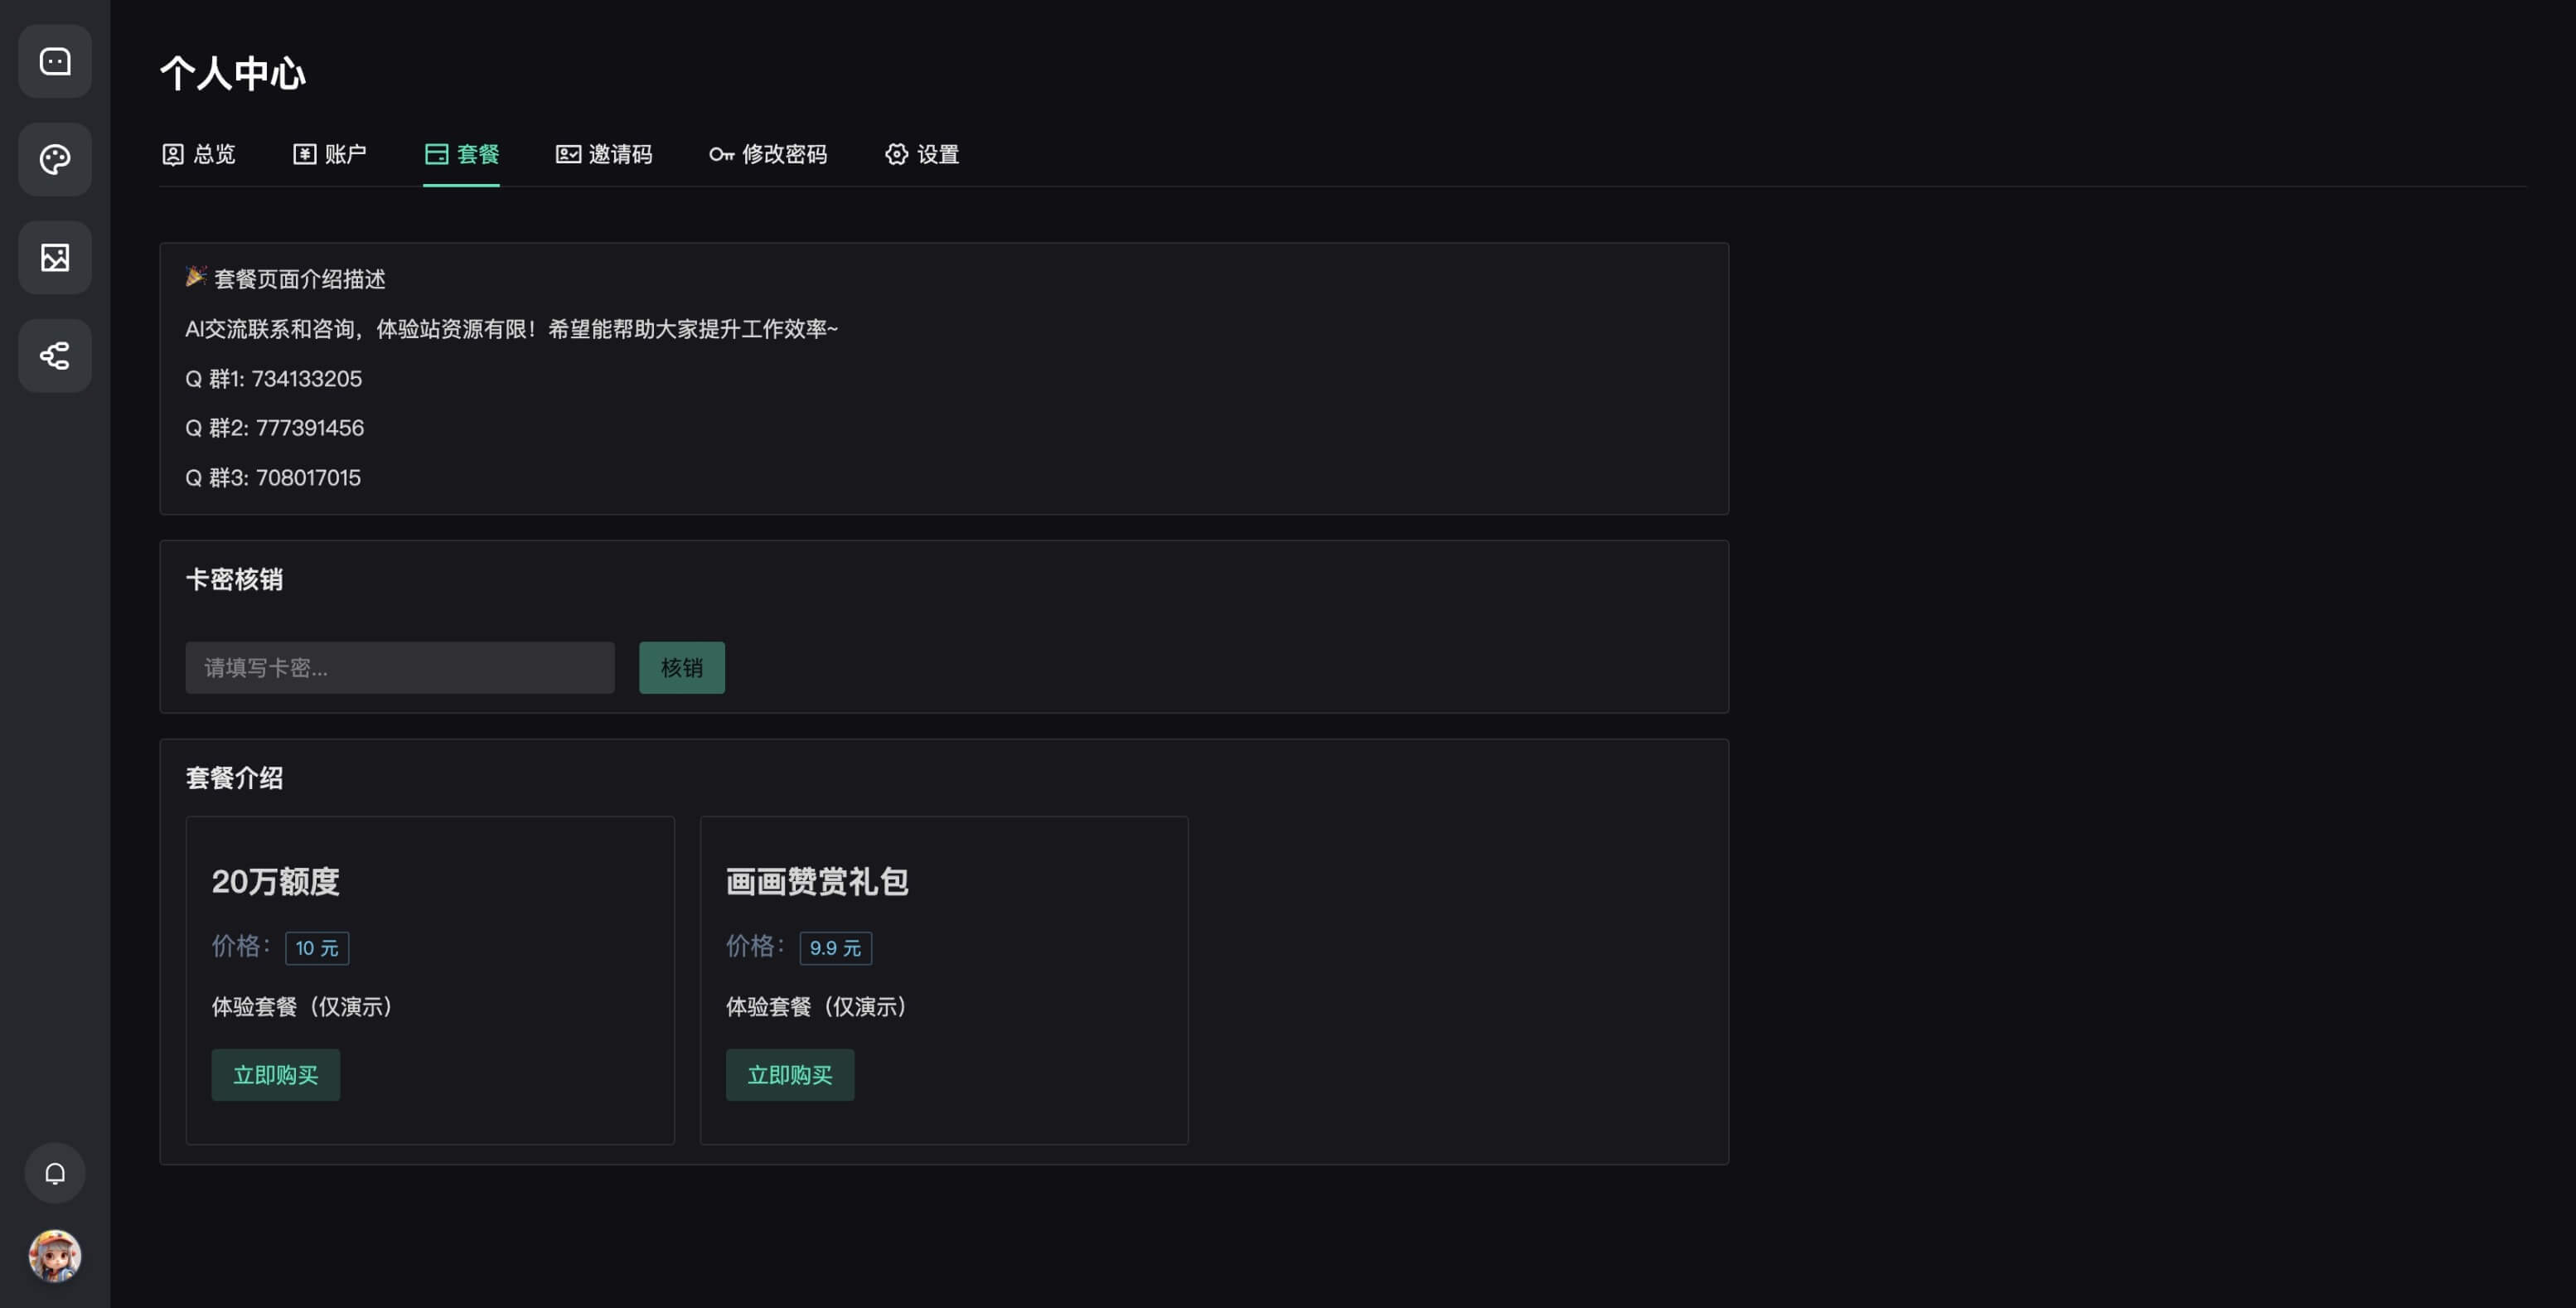 个人中心
总览 账户 套餐 邀请码 修改密码 设置
🎉 套餐页面介绍描述
AI交流联系和咨询，体验站资源有限！希望能帮助大家提升工作效率~
Q 群1: 734133205
Q 群2: 777391456
Q 群3: 708017015
卡密核销
请填写卡密... 核销
套餐介绍
20万额度
价格： 10 元
体验套餐（仅演示）
立即购买
画画赞赏礼包
价格： 9.9 元
体验套餐（仅演示）
立即购买